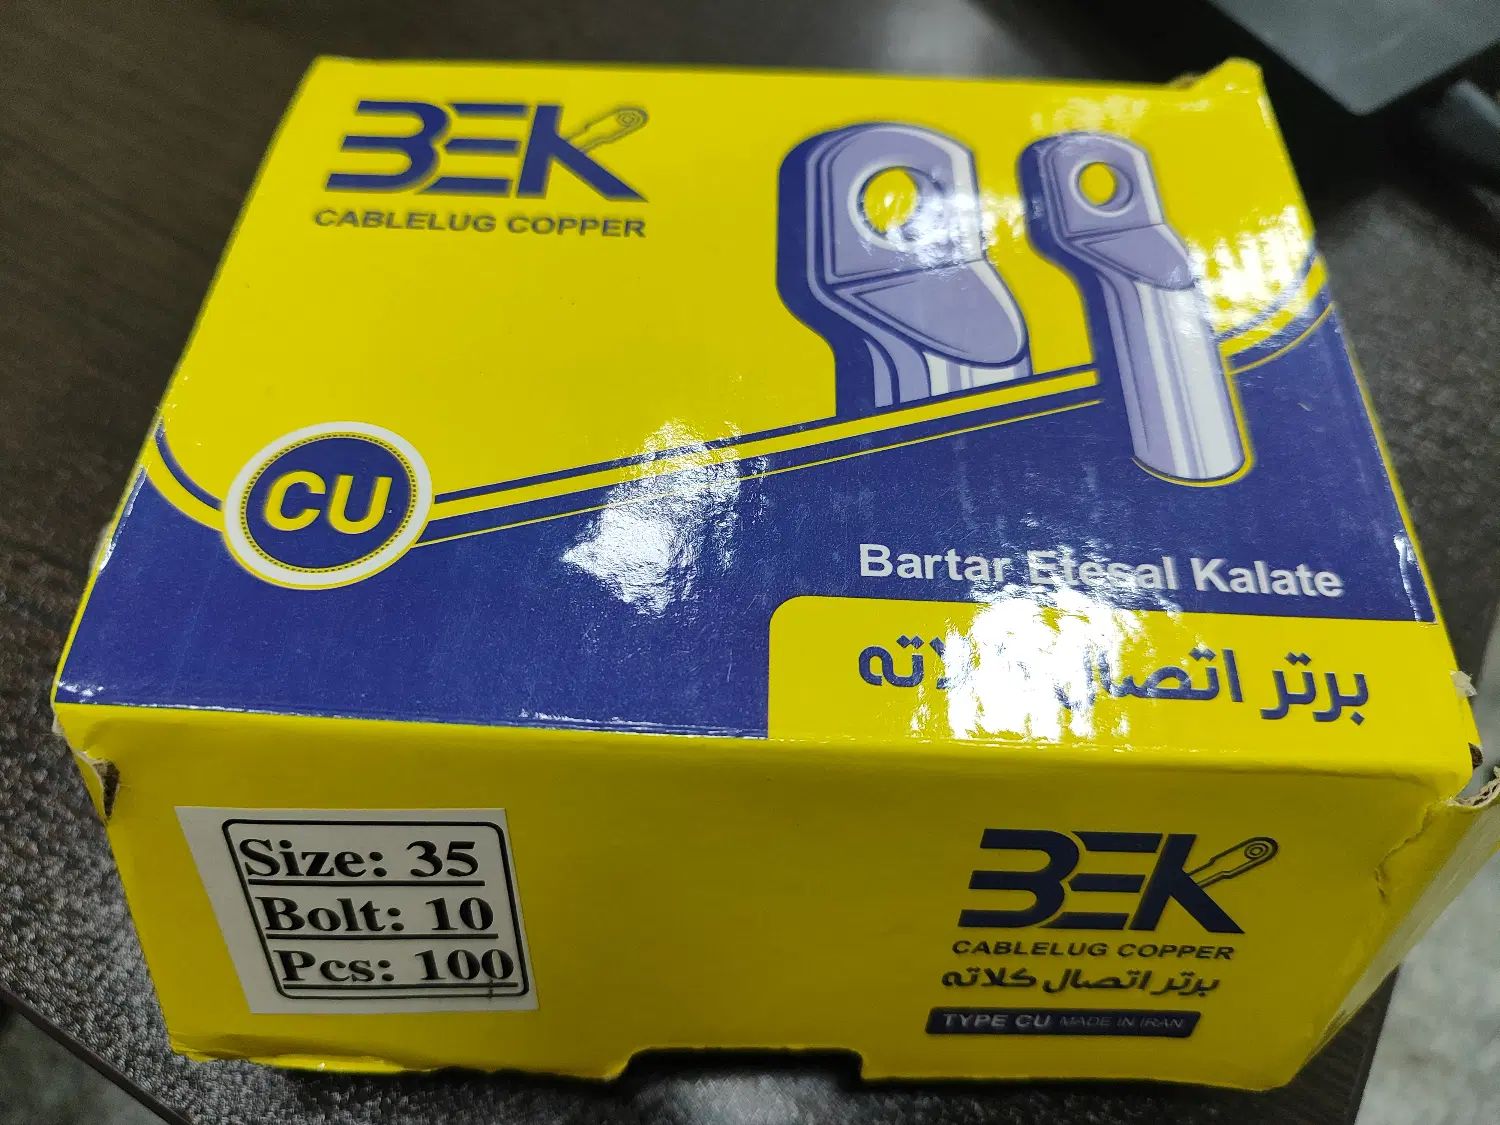 BEK
CABLELUG COPPER
CU
Bartar Etesal Kalate
برتر اتصال کلاته
Size: 35
Bolt: 10
Pcs: 100
BEK
CABLELUG COPPER
برتر اتصال کلاته
TYPE CU MADE IN IRAN